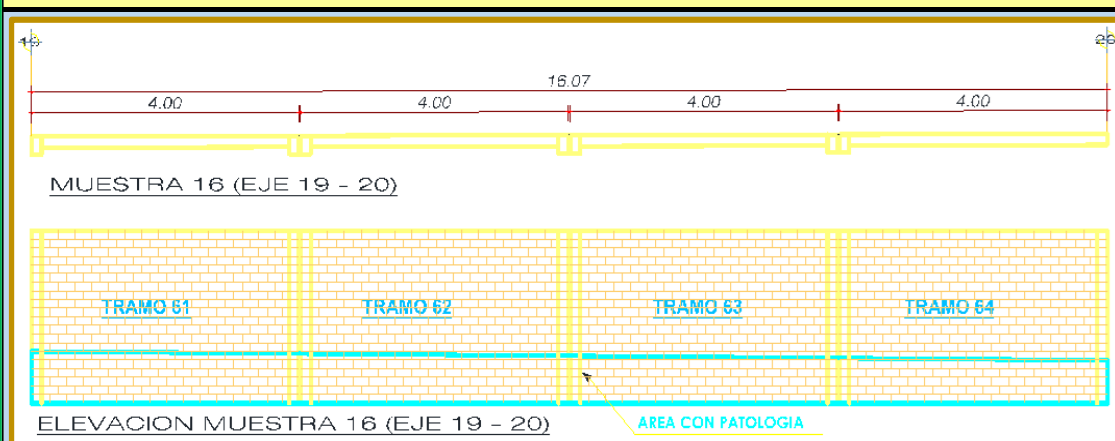 19 20
16.07
4.00 4.00 4.00 4.00
MUESTRA 16 (EJE 19 - 20)
TRAMO 61 TRAMO 62 TRAMO 63 TRAMO 64
ELEVACION MUESTRA 16 (EJE 19 - 20)
AREA CON PATOLOGIA